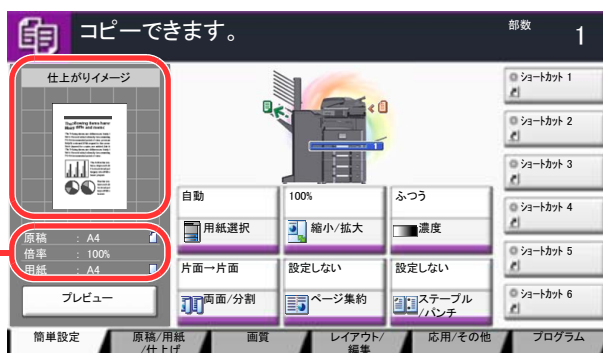 コピーできます。
部数
1
仕上がりイメージ
原稿 : A4
倍率 : 100%
用紙 : A4
プレビュー
1
自動
用紙選択
100%
縮小/拡大
ふつう
濃度
片面→片面
両面/分割
設定しない
ページ集約
設定しない
ステープル
/パンチ
ショートカット 1
ショートカット 2
ショートカット 3
ショートカット 4
ショートカット 5
ショートカット 6
簡単設定
原稿/用紙
/仕上げ
画質
レイアウト/
編集
応用/その他
プログラム